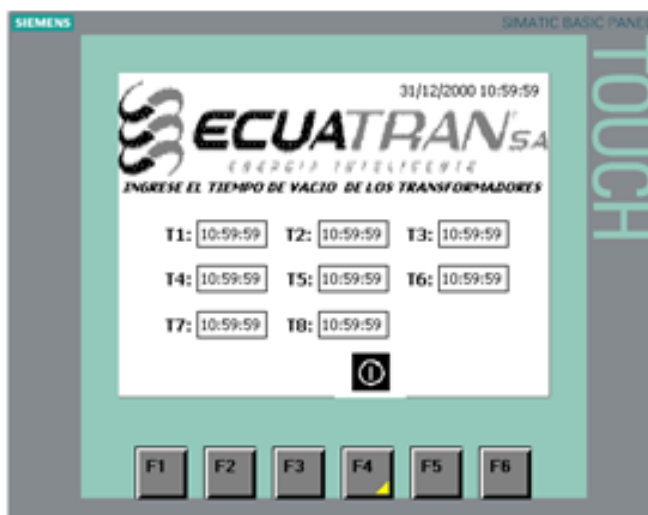 SIEMENS
SIMATIC BASIC PANEL
TOUCH
31/12/2000 10:59:59
ECUATRAN SA
ENERGIA INTELIGENTE
INGRESE EL TIEMPO DE VACIO DE LOS TRANSFORMADORES
T1: 10:59:59 T2: 10:59:59 T3: 10:59:59
T4: 10:59:59 T5: 10:59:59 T6: 10:59:59
T7: 10:59:59 T8: 10:59:59
F1 F2 F3 F4 F5 F6